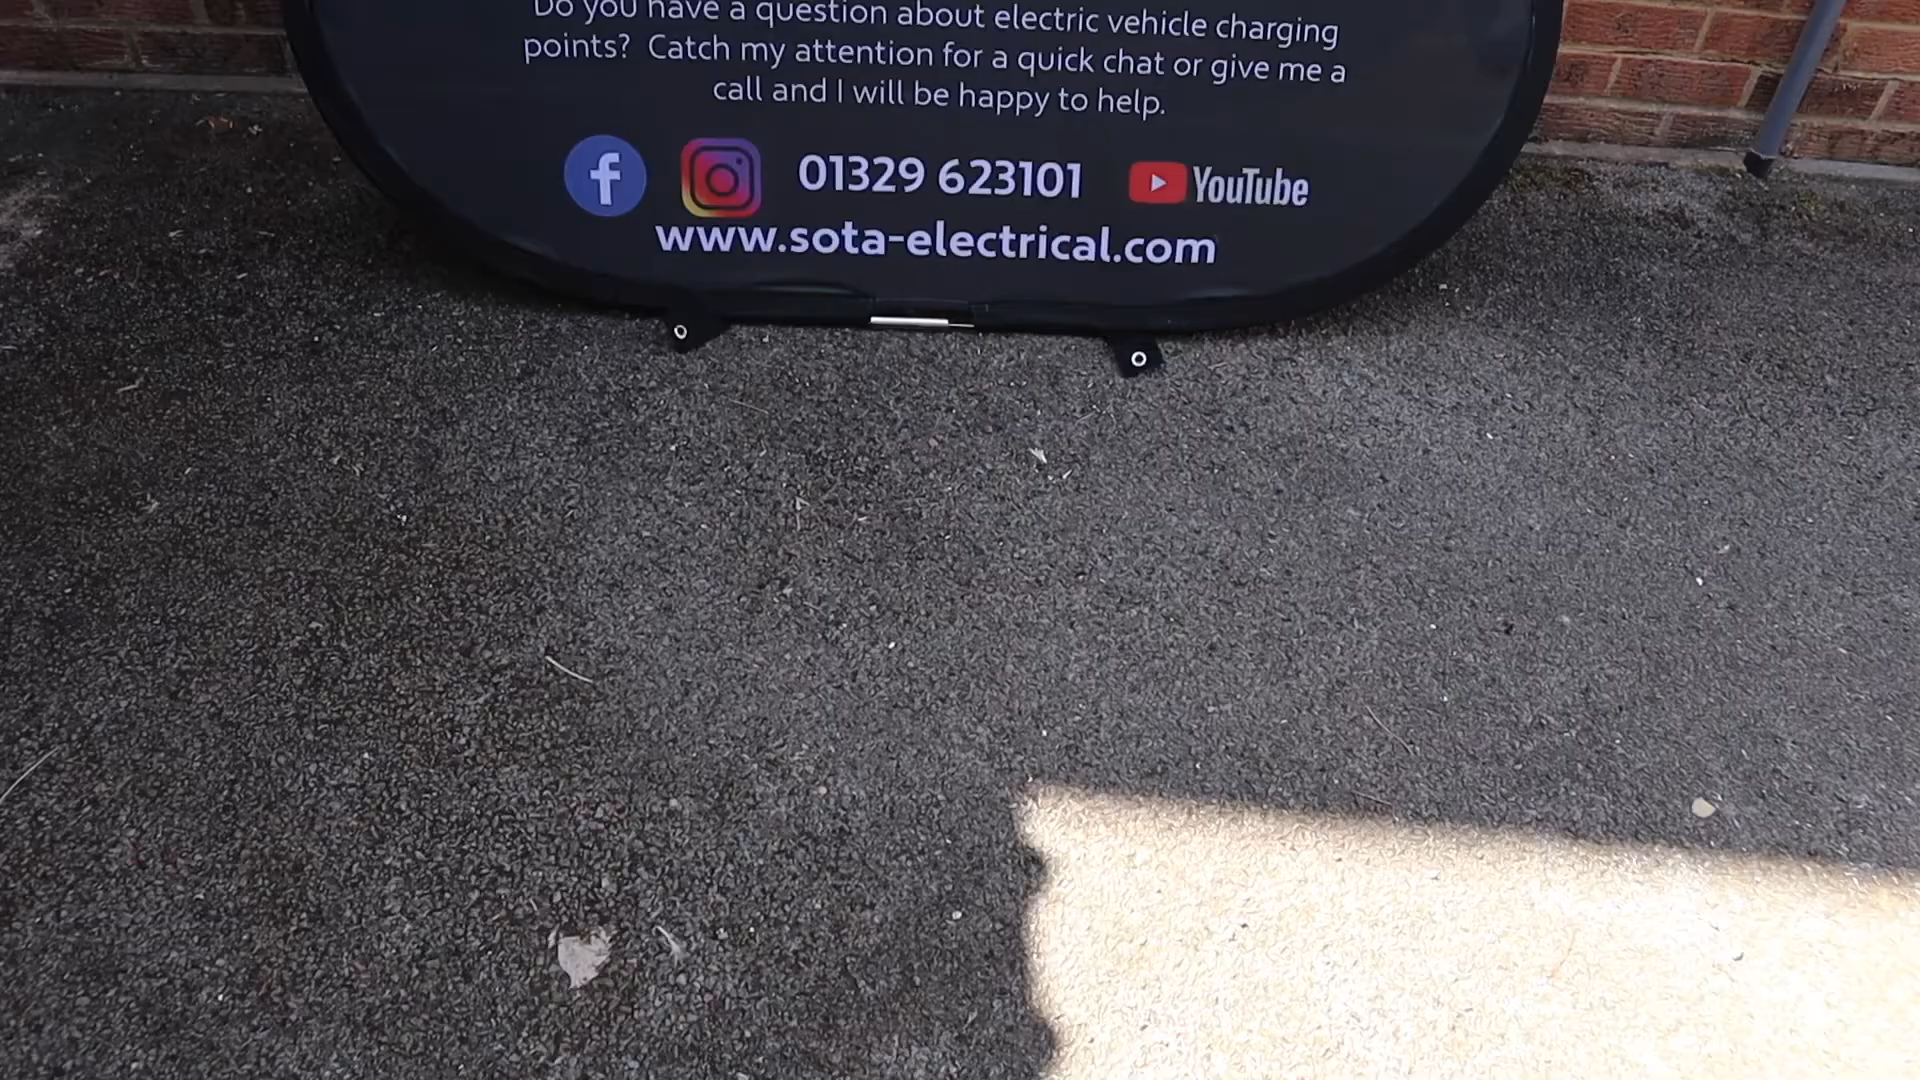 Do you have a question about electric vehicle charging
points? Catch my attention for a quick chat or give me a
call and I will be happy to help.
f 01329 623101 YouTube
www.sota-electrical.com